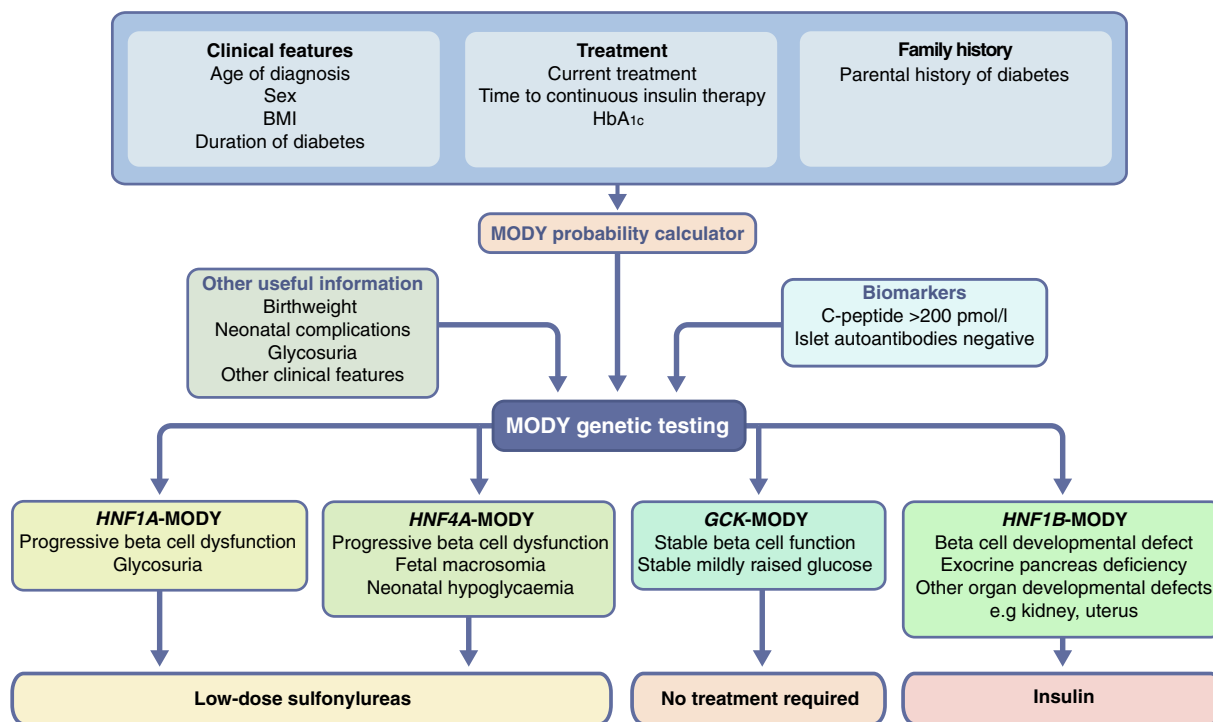 Clinical features
Age of diagnosis
Sex
BMI
Duration of diabetes
Treatment
Current treatment
Time to continuous insulin therapy
HbA1c
Family history
Parental history of diabetes
MODY probability calculator
Other useful information
Birthweight
Neonatal complications
Glycosuria
Other clinical features
Biomarkers
C-peptide >200 pmol/l
Islet autoantibodies negative
MODY genetic testing
HNF1A-MODY
Progressive beta cell dysfunction
Glycosuria
HNF4A-MODY
Progressive beta cell dysfunction
Fetal macrosomia
Neonatal hypoglycaemia
GCK-MODY
Stable beta cell function
Stable mildly raised glucose
HNF1B-MODY
Beta cell developmental defect
Exocrine pancreas deficiency
Other organ developmental defects
e.g kidney, uterus
Low-dose sulfonylureas
No treatment required
Insulin